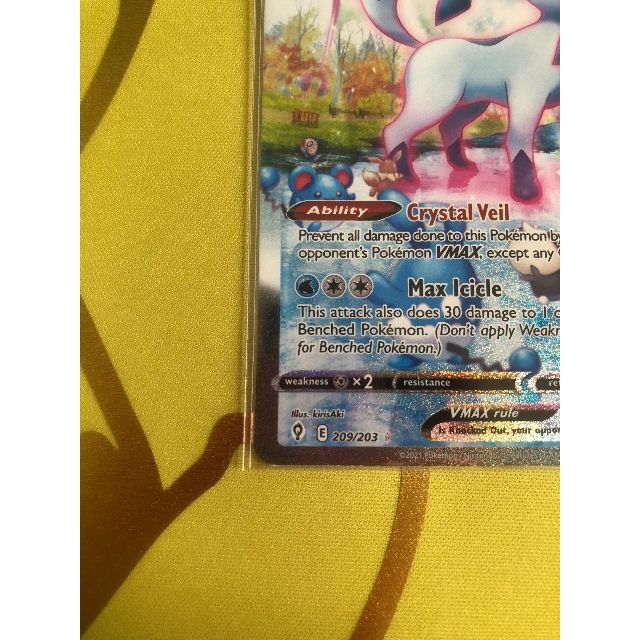 Ability Crystal Veil
Prevent all damage done to this Pokémon by
opponent's Pokémon VMAX, except any
Max Icicle
This attack also does 30 damage to 1
Benched Pokémon. (Don't apply Weakn
for Benched Pokémon.)
weakness ×2 resistance
Illus. kirisAki
VMAX rule
E 209/203
is Knocked Out, your oppon
©2021 Pokémon / Nintendo